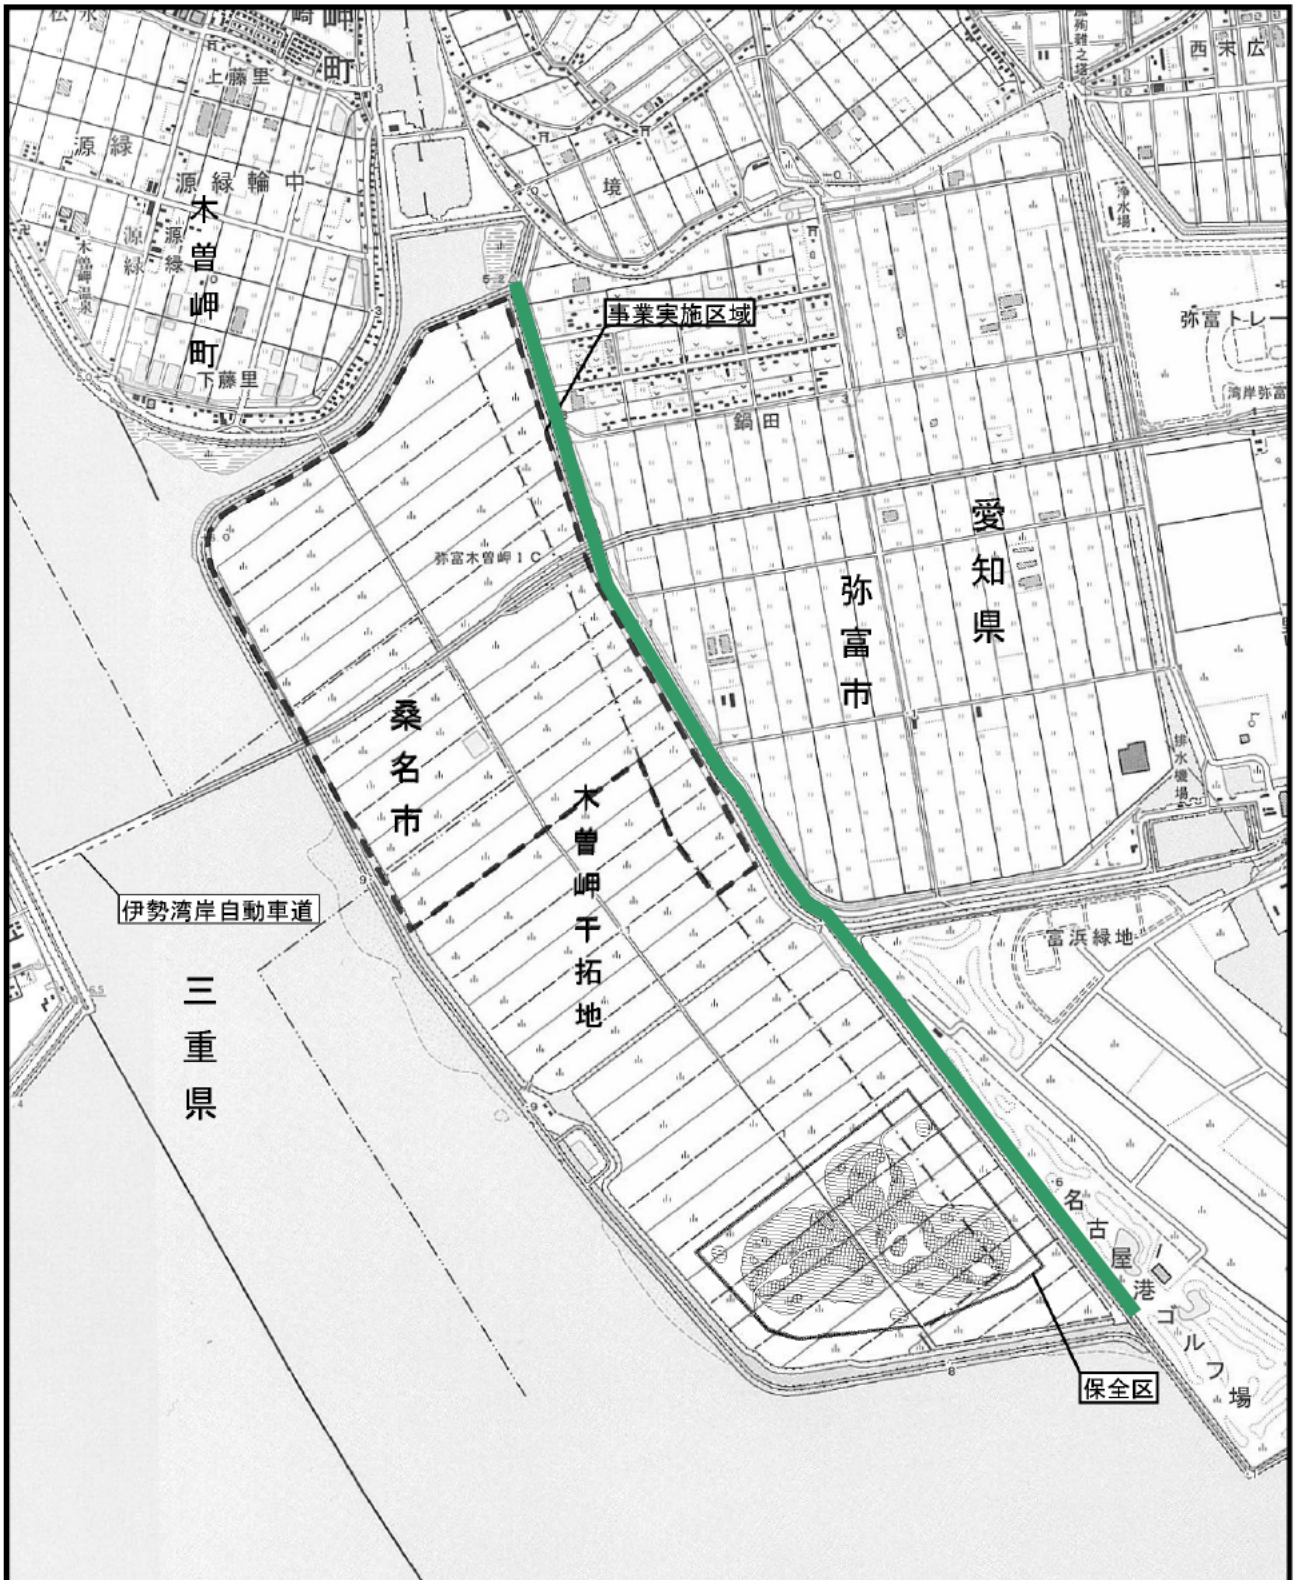 崎
岬
町
上藤里
西末広
源緑
源緑輪中
木曽岬町
源緑
源緑
木曽岬温泉
下藤里
境
浄水場
弥富トレー
湾岸弥富
事業実施区域
鍋田
弥富木曽岬IC
愛知県
弥富市
桑名市
木曽岬干拓地
排水機場
伊勢湾岸自動車道
富浜緑地
三重県
名古屋港ゴルフ場
保全区